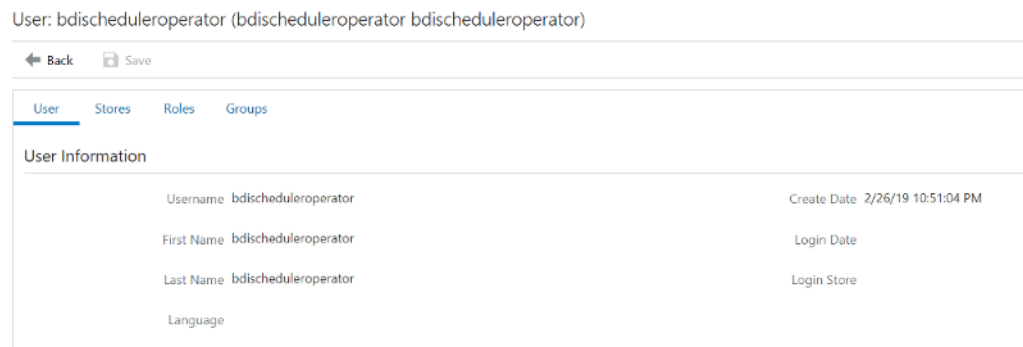 User: bdischeduleroperator (bdischeduleroperator bdischeduleroperator)
Back Save
User Stores Roles Groups
User Information
Username bdischeduleroperator Create Date 2/26/19 10:51:04 PM
First Name bdischeduleroperator Login Date
Last Name bdischeduleroperator Login Store
Language